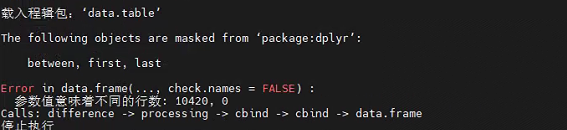 载入程辑包：‘data.table’
The following objects are masked from ‘package:dplyr’:
between, first, last
Error in data.frame(..., check.names = FALSE) :
参数值意味着不同的行数: 10420, 0
Calls: difference -> processing -> cbind -> cbind -> data.frame
停止执行